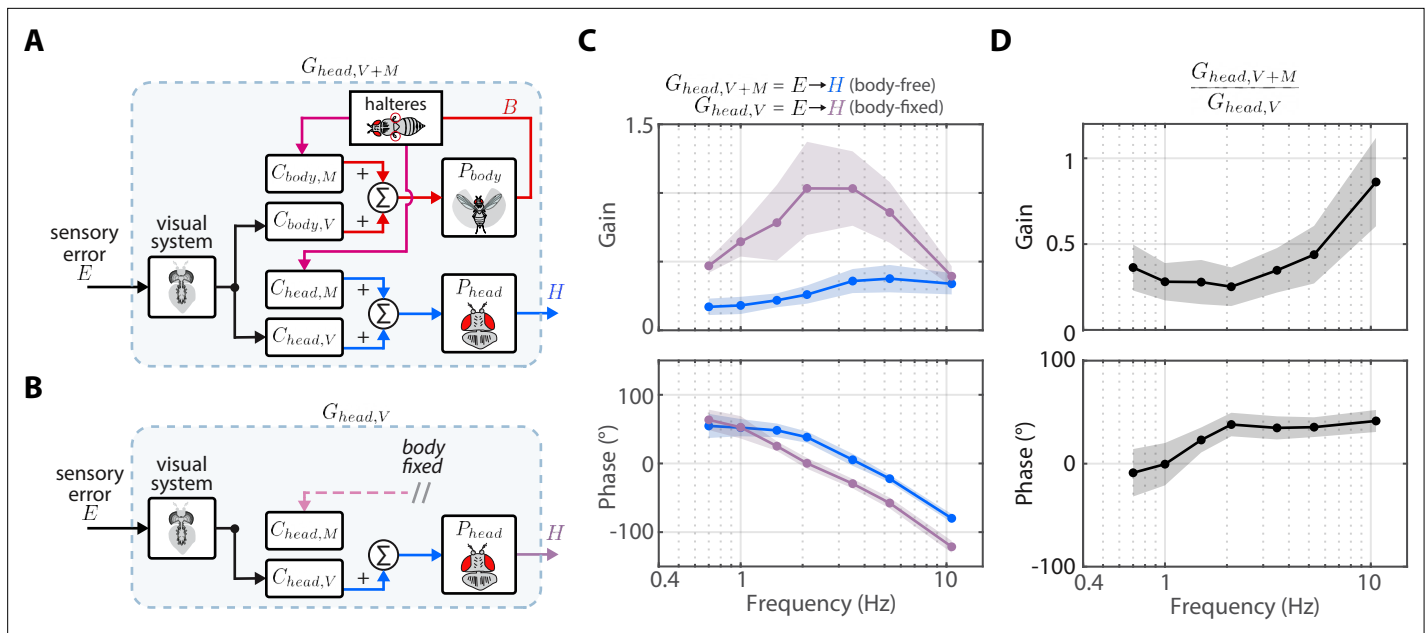 A
G_{head,V+M}
halteres
B
C_{body,M}
+
Σ
P_{body}
visual
system
C_{body,V}
+
sensory
error
E
C_{head,M}
+
Σ
P_{head}
H
C_{head,V}
+
B
G_{head,V}
body
fixed
sensory
error
E
visual
system
C_{head,M}
Σ
P_{head}
H
C_{head,V}
+
C
G_{head,V+M} = E→H (body-free)
G_{head,V} = E→H (body-fixed)
1.5
Gain
0
100
Phase (°)
0
-100
0.4 1 10
Frequency (Hz)
D
G_{head,V+M}
G_{head,V}
1
Gain
0.5
0
100
Phase (°)
0
-100
0.4 1 10
Frequency (Hz)